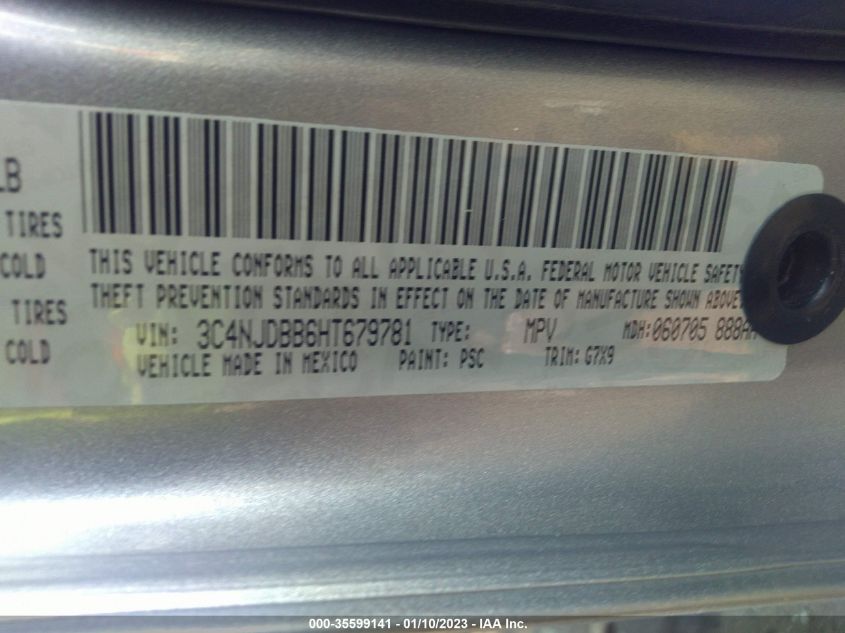 LB
TIRES
COLD
TIRES
COLD
THIS VEHICLE CONFORMS TO ALL APPLICABLE U.S.A. FEDERAL MOTOR VEHICLE SAFETY
THEFT PREVENTION STANDARDS IN EFFECT ON THE DATE OF MANUFACTURE SHOWN ABOVE
VIN: 3C4NJDBB6HT679781 TYPE: MPV MDH: 060705 888AA
VEHICLE MADE IN MEXICO PAINT: PSC TRIM: G7X9
000-35599141 - 01/10/2023 - IAA Inc.